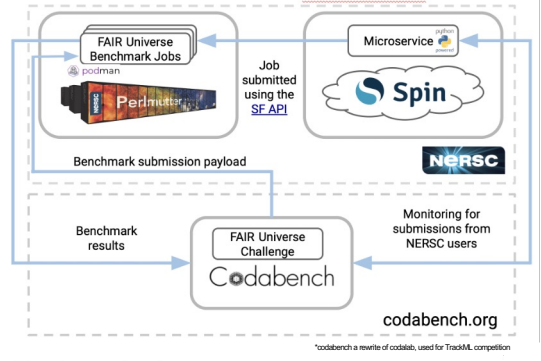 FAIR Universe
Benchmark Jobs
podman
NERSC
Perlmutter
Job
submitted
using the
SF API
Microservice
python
powered
Spin
NERSC
Benchmark submission payload
Benchmark
results
FAIR Universe
Challenge
Codabench
Monitoring for
submissions from
NERSC users
codabench.org
*codabench a rewrite of codalab, used for TrackML competition